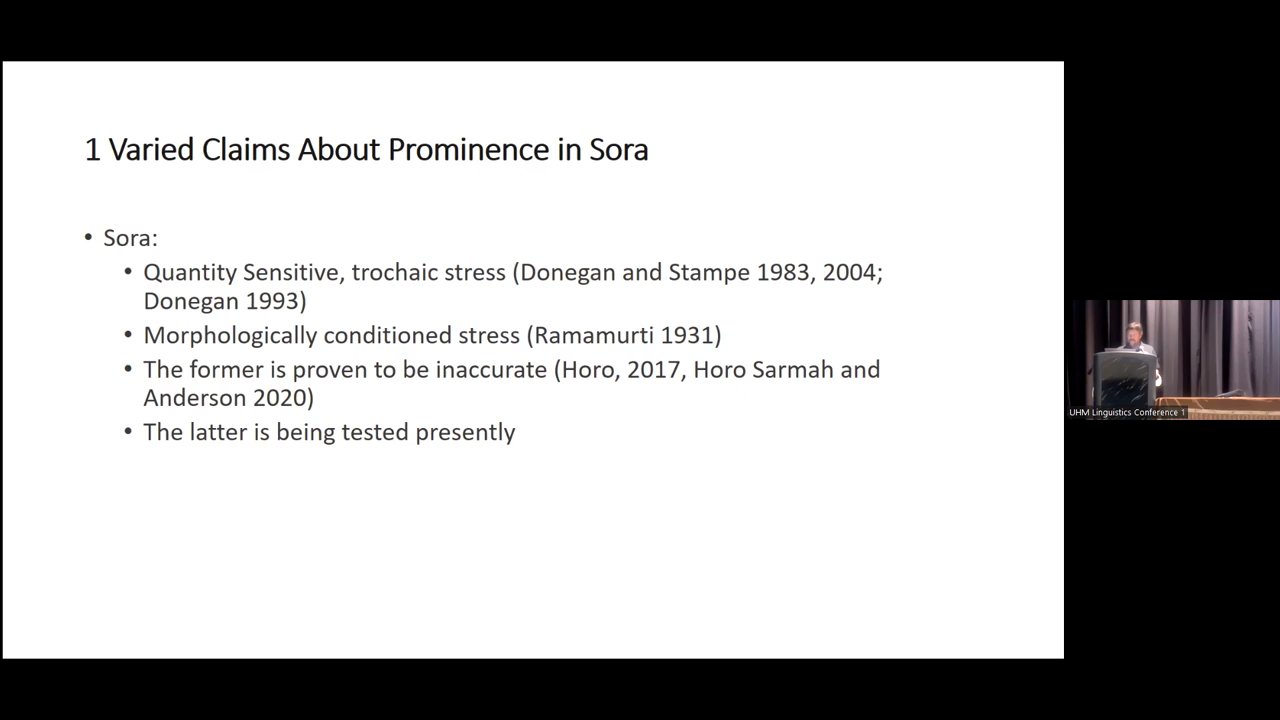 1 Varied Claims About Prominence in Sora
• Sora:
• Quantity Sensitive, trochaic stress (Donegan and Stampe 1983, 2004;
Donegan 1993)
• Morphologically conditioned stress (Ramamurti 1931)
• The former is proven to be inaccurate (Horo, 2017, Horo Sarmah and
Anderson 2020)
• The latter is being tested presently
UHM Linguistics Conference 1